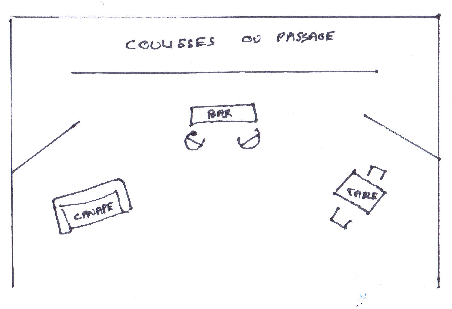 COULISSES OU PASSAGE
BAR
CANAPE
TABLE